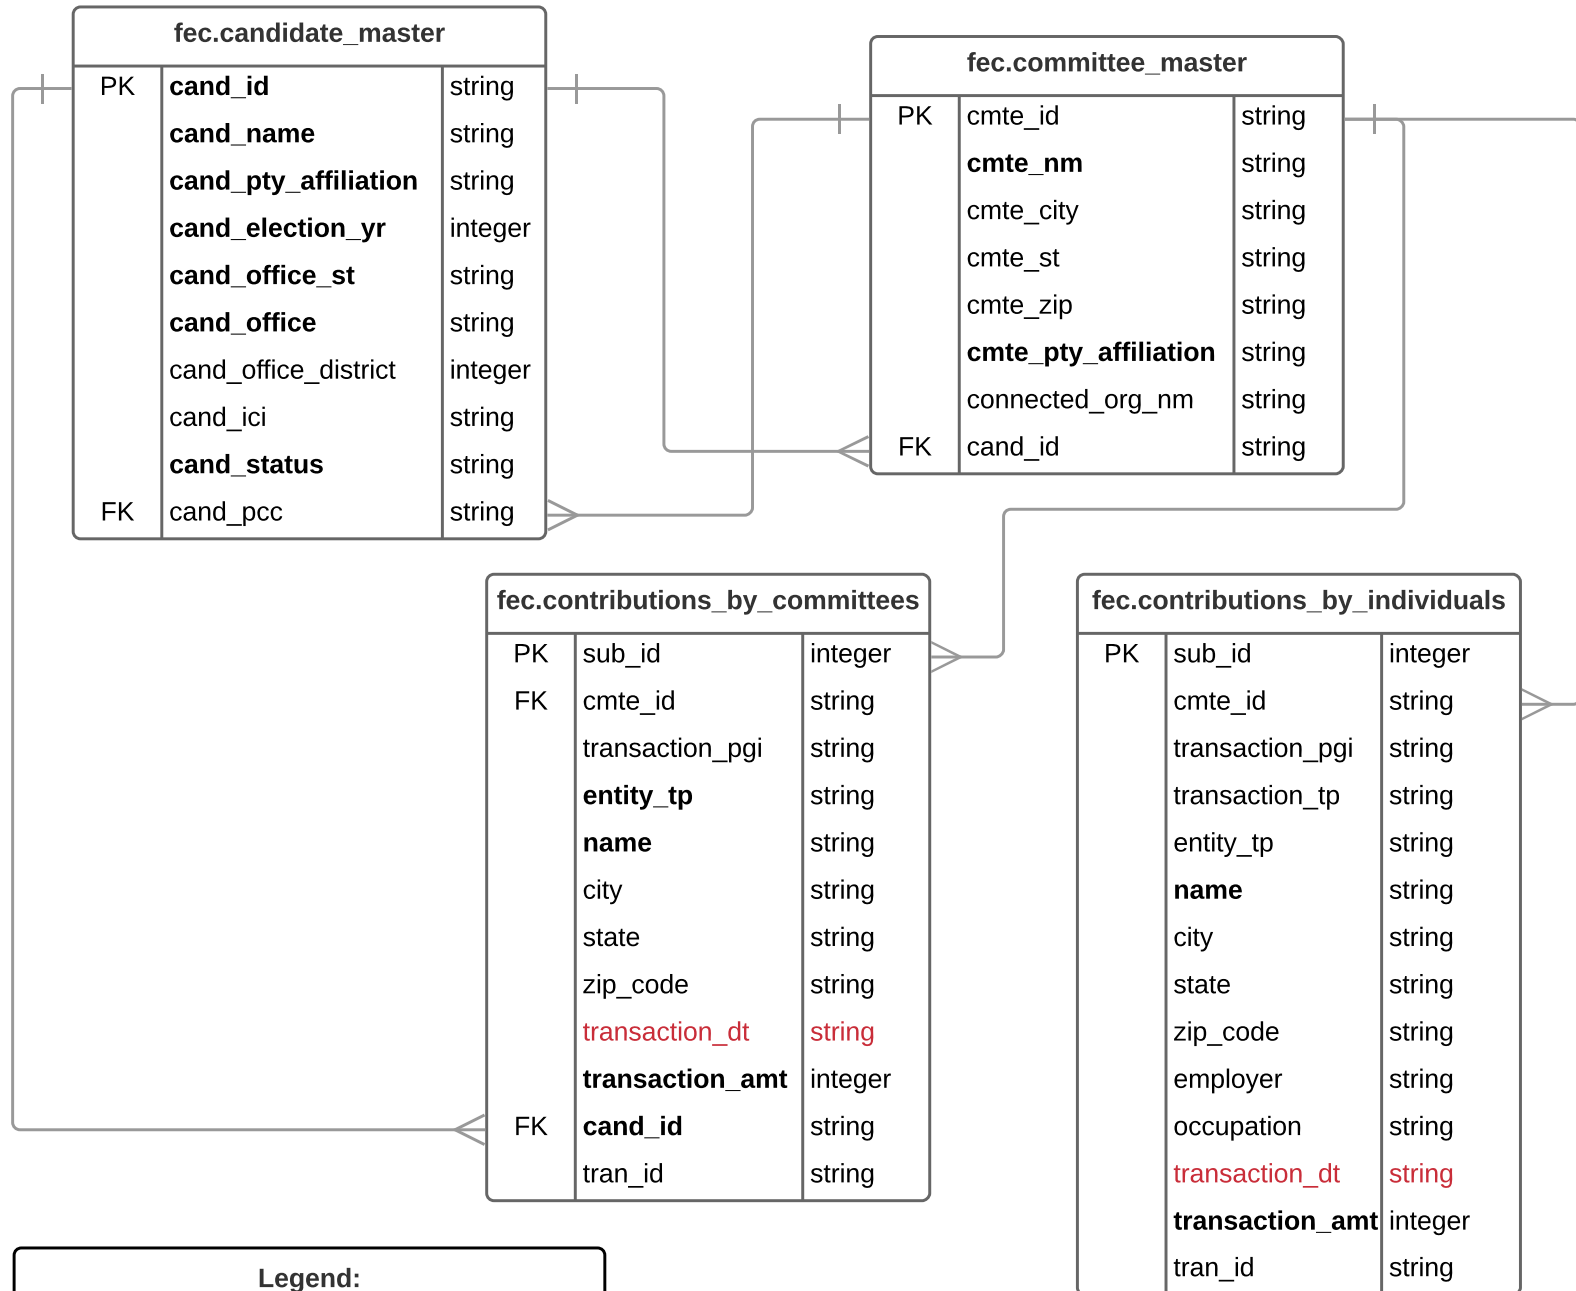 fec.candidate_master
PK cand_id string
cand_name string
cand_pty_affiliation string
cand_election_yr integer
cand_office_st string
cand_office string
cand_office_district integer
cand_ici string
cand_status string
FK cand_pcc string
fec.committee_master
PK cmte_id string
cmte_nm string
cmte_city string
cmte_st string
cmte_zip string
cmte_pty_affiliation string
connected_org_nm string
FK cand_id string
fec.contributions_by_committees
PK sub_id integer
FK cmte_id string
transaction_pgi string
entity_tp string
name string
city string
state string
zip_code string
transaction_dt string
transaction_amt integer
FK cand_id string
tran_id string
fec.contributions_by_individuals
PK sub_id integer
cmte_id string
transaction_pgi string
transaction_tp string
entity_tp string
name string
city string
state string
zip_code string
employer string
occupation string
transaction_dt string
transaction_amt integer
tran_id string
Legend: